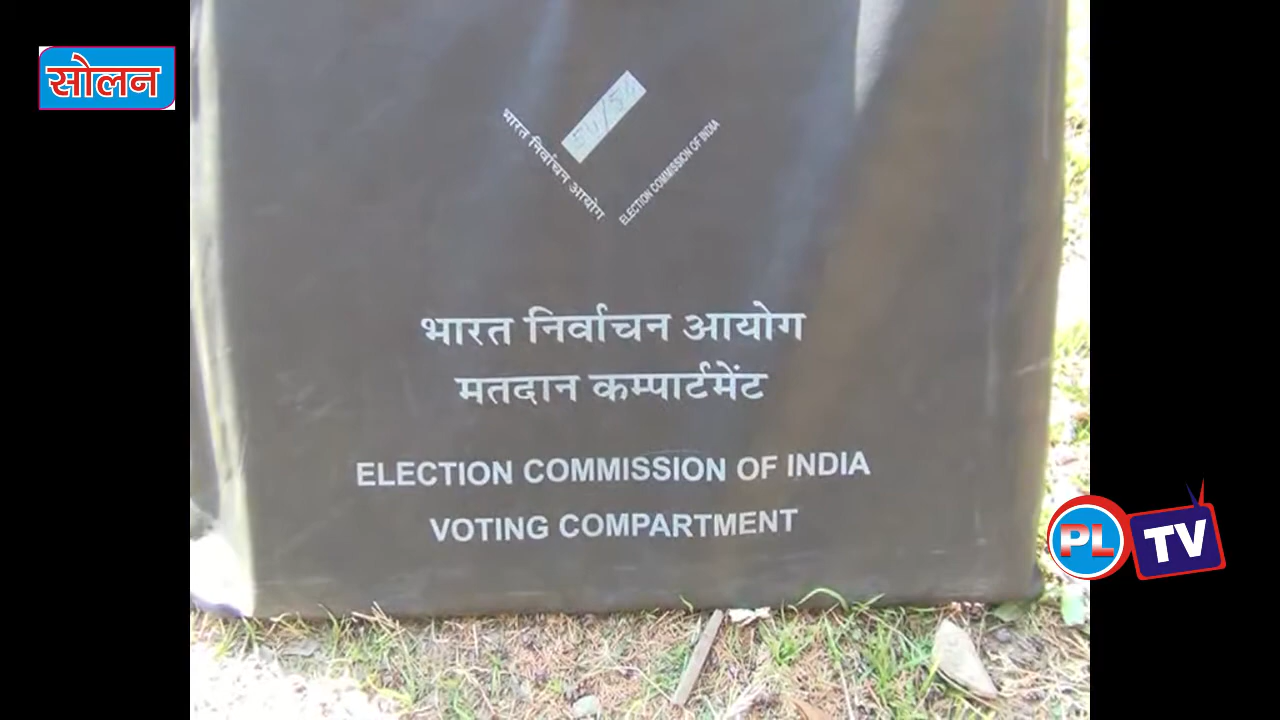 सोलन
भारत निर्वाचन आयोग
ELECTION COMMISSION OF INDIA
भारत निर्वाचन आयोग
मतदान कम्पार्टमेंट
ELECTION COMMISSION OF INDIA
VOTING COMPARTMENT
PL TV